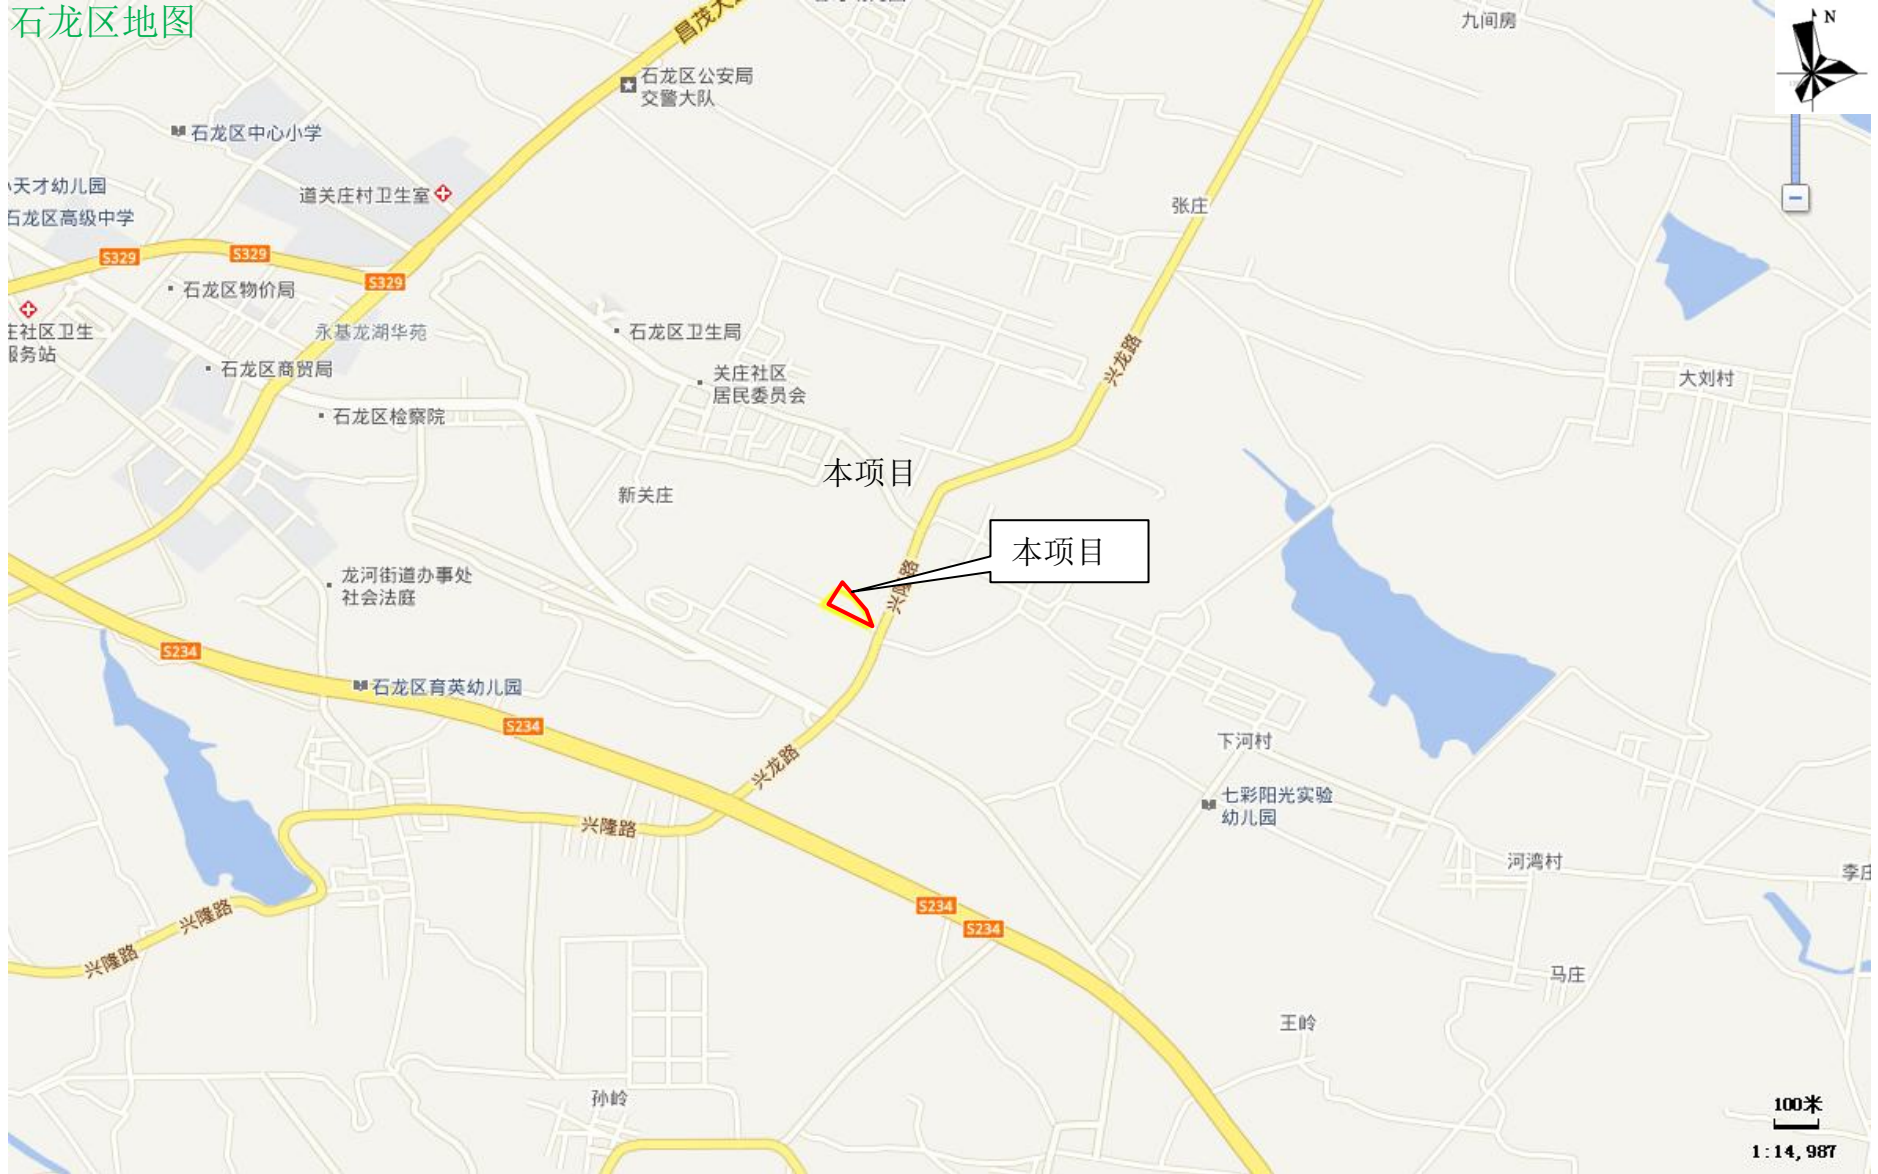 石龙区地图
昌茂大
九间房
N
石龙区公安局
交警大队
石龙区中心小学
天才幼儿园
道关庄村卫生室
石龙区高级中学
张庄
S329
S329
S329
石龙区物价局
庄社区卫生
服务站
永基龙湖华苑
石龙区卫生局
兴龙路
石龙区商贸局
关庄社区
居民委员会
大刘村
石龙区检察院
本项目
新关庄
本项目
龙河街道办事处
社会法庭
兴隆路
S234
石龙区育英幼儿园
S234
下河村
兴龙路
七彩阳光实验
幼儿园
兴隆路
河湾村
李庄
S234
兴隆路
S234
兴隆路
马庄
王岭
孙岭
100米
1:14,987